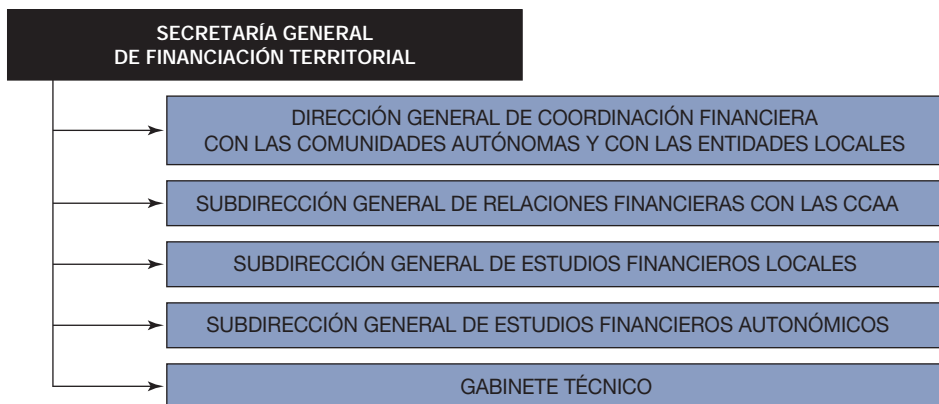 SECRETARÍA GENERAL
DE FINANCIACIÓN TERRITORIAL
DIRECCIÓN GENERAL DE COORDINACIÓN FINANCIERA
CON LAS COMUNIDADES AUTÓNOMAS Y CON LAS ENTIDADES LOCALES
SUBDIRECCIÓN GENERAL DE RELACIONES FINANCIERAS CON LAS CCAA
SUBDIRECCIÓN GENERAL DE ESTUDIOS FINANCIEROS LOCALES
SUBDIRECCIÓN GENERAL DE ESTUDIOS FINANCIEROS AUTONÓMICOS
GABINETE TÉCNICO